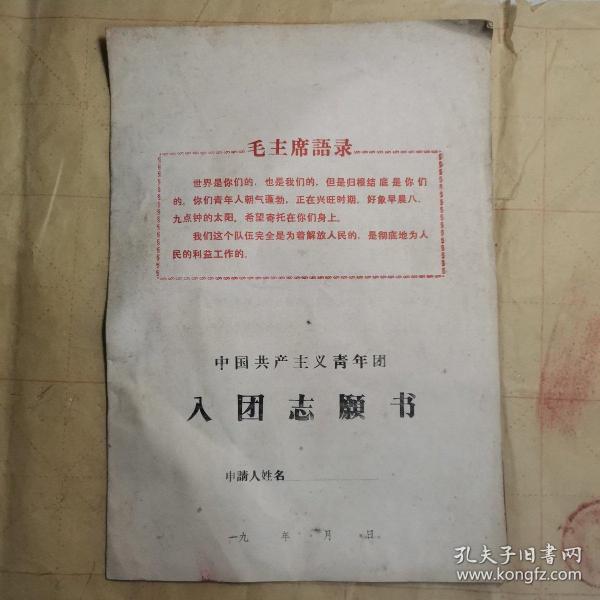 毛主席語录
世界是你们的,也是我们的,但是归根结底是你们
的。你们青年人朝气蓬勃,正在兴旺时期,好象早晨八、
九点钟的太阳。希望寄托在你们身上。
我们这个队伍完全是为着解放人民的,是彻底地为人
民的利益工作的。
中国共产主义青年团
入团志願书
申請人姓名
一九 年 月 日
孔夫子旧书网
www.kongfz.com